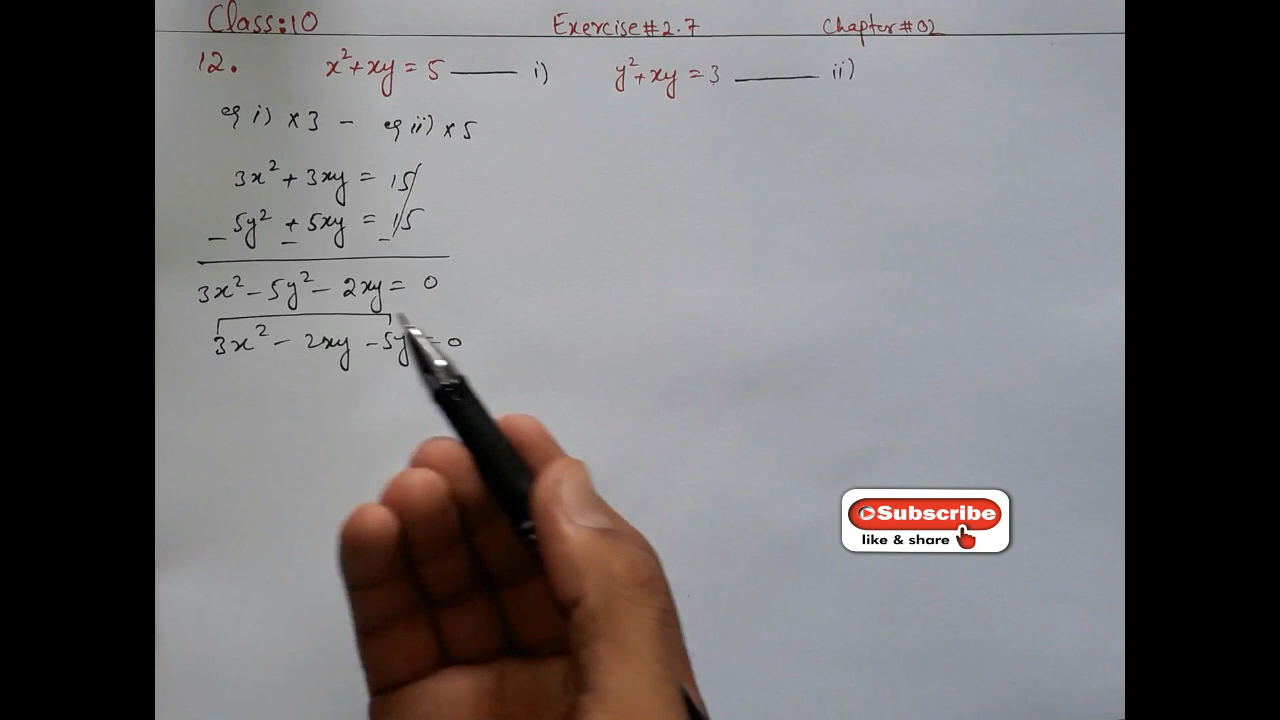 Class:10 Exercise#2.7 Chapter#02
12. x²+xy = 5 —— i) y²+xy = 3 —— ii)
eq i) × 3 - eq ii) × 5
3x² + 3xy = 15
5y² + 5xy = 15
- - -
3x² - 5y² - 2xy = 0
3x² - 2xy - 5y = 0
Subscribe
like & share